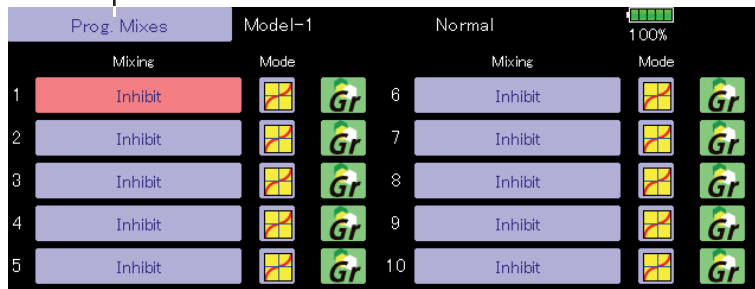 Prog. Mixes Model-1 Normal 100%
Mixing Mode Mixing Mode
1 Inhibit Gr 6 Inhibit Gr
2 Inhibit Gr 7 Inhibit Gr
3 Inhibit Gr 8 Inhibit Gr
4 Inhibit Gr 9 Inhibit Gr
5 Inhibit Gr 10 Inhibit Gr